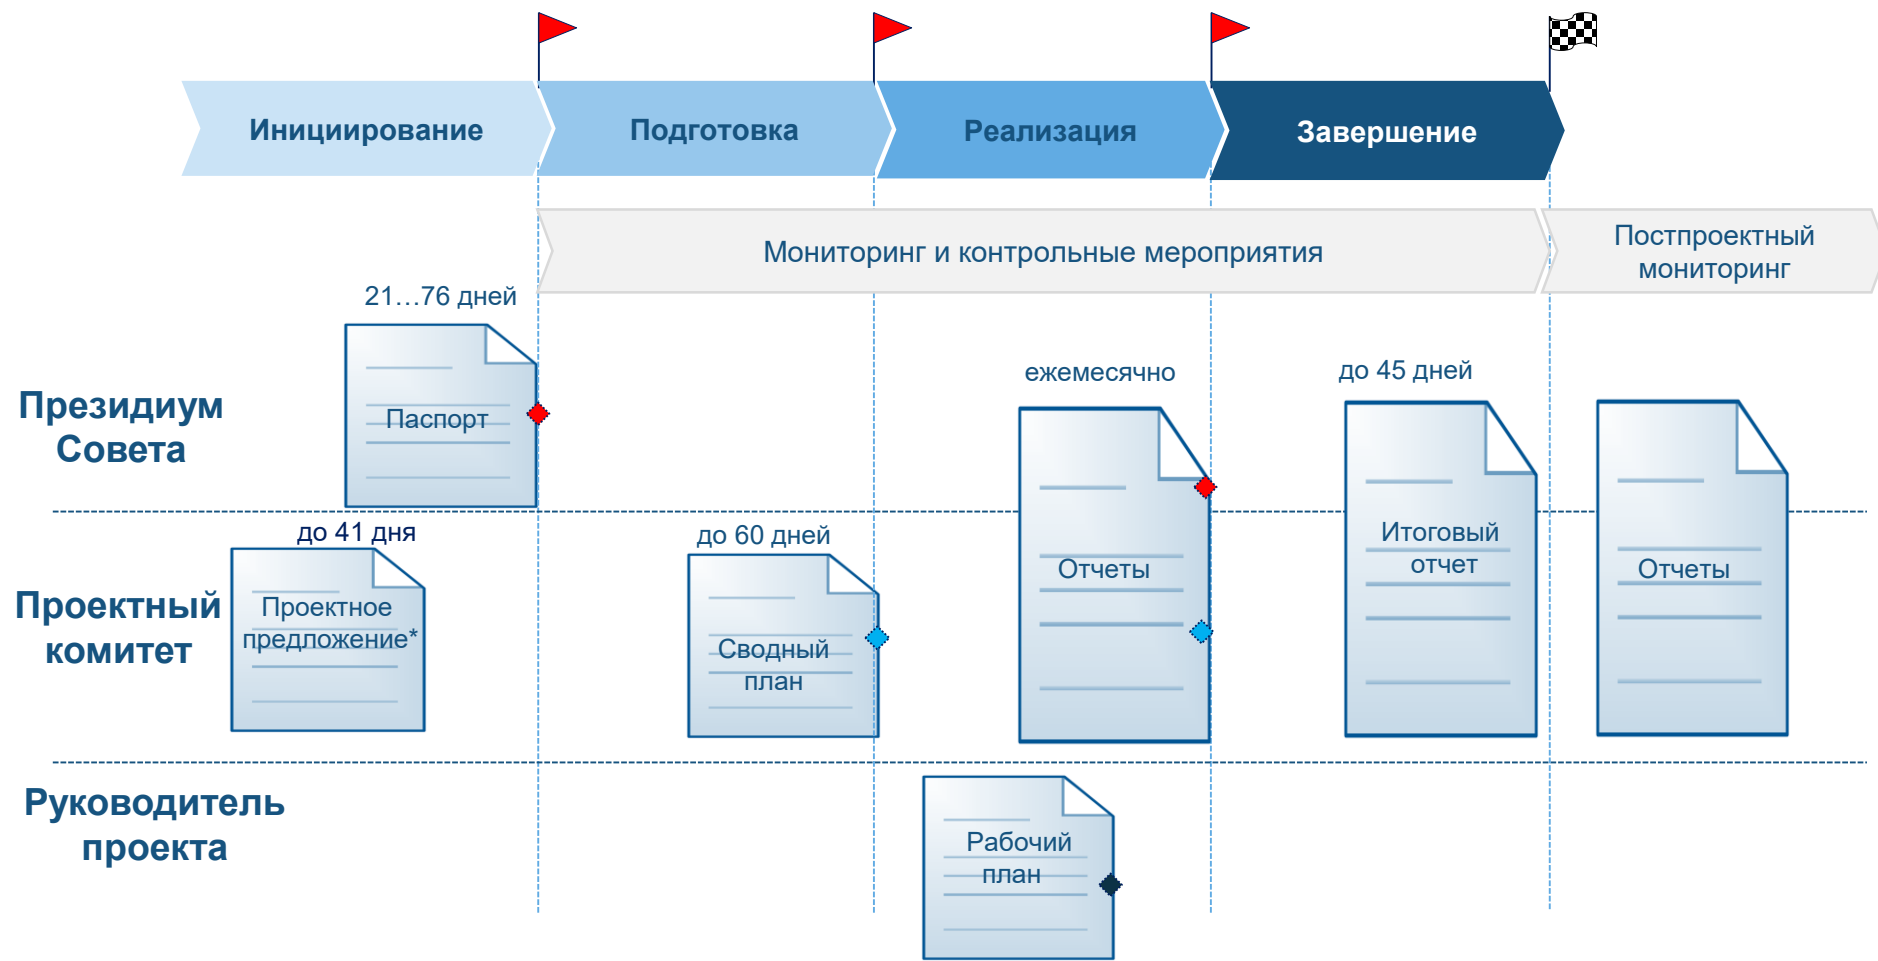 Инициирование
Подготовка
Реализация
Завершение
Мониторинг и контрольные мероприятия
Постпроектный
мониторинг
21…76 дней
Паспорт
ежемесячно
до 45 дней
Президиум
Совета
до 41 дня
до 60 дней
Проектное
предложение*
Сводный
план
Отчеты
Итоговый
отчет
Отчеты
Проектный
комитет
Руководитель
проекта
Рабочий
план